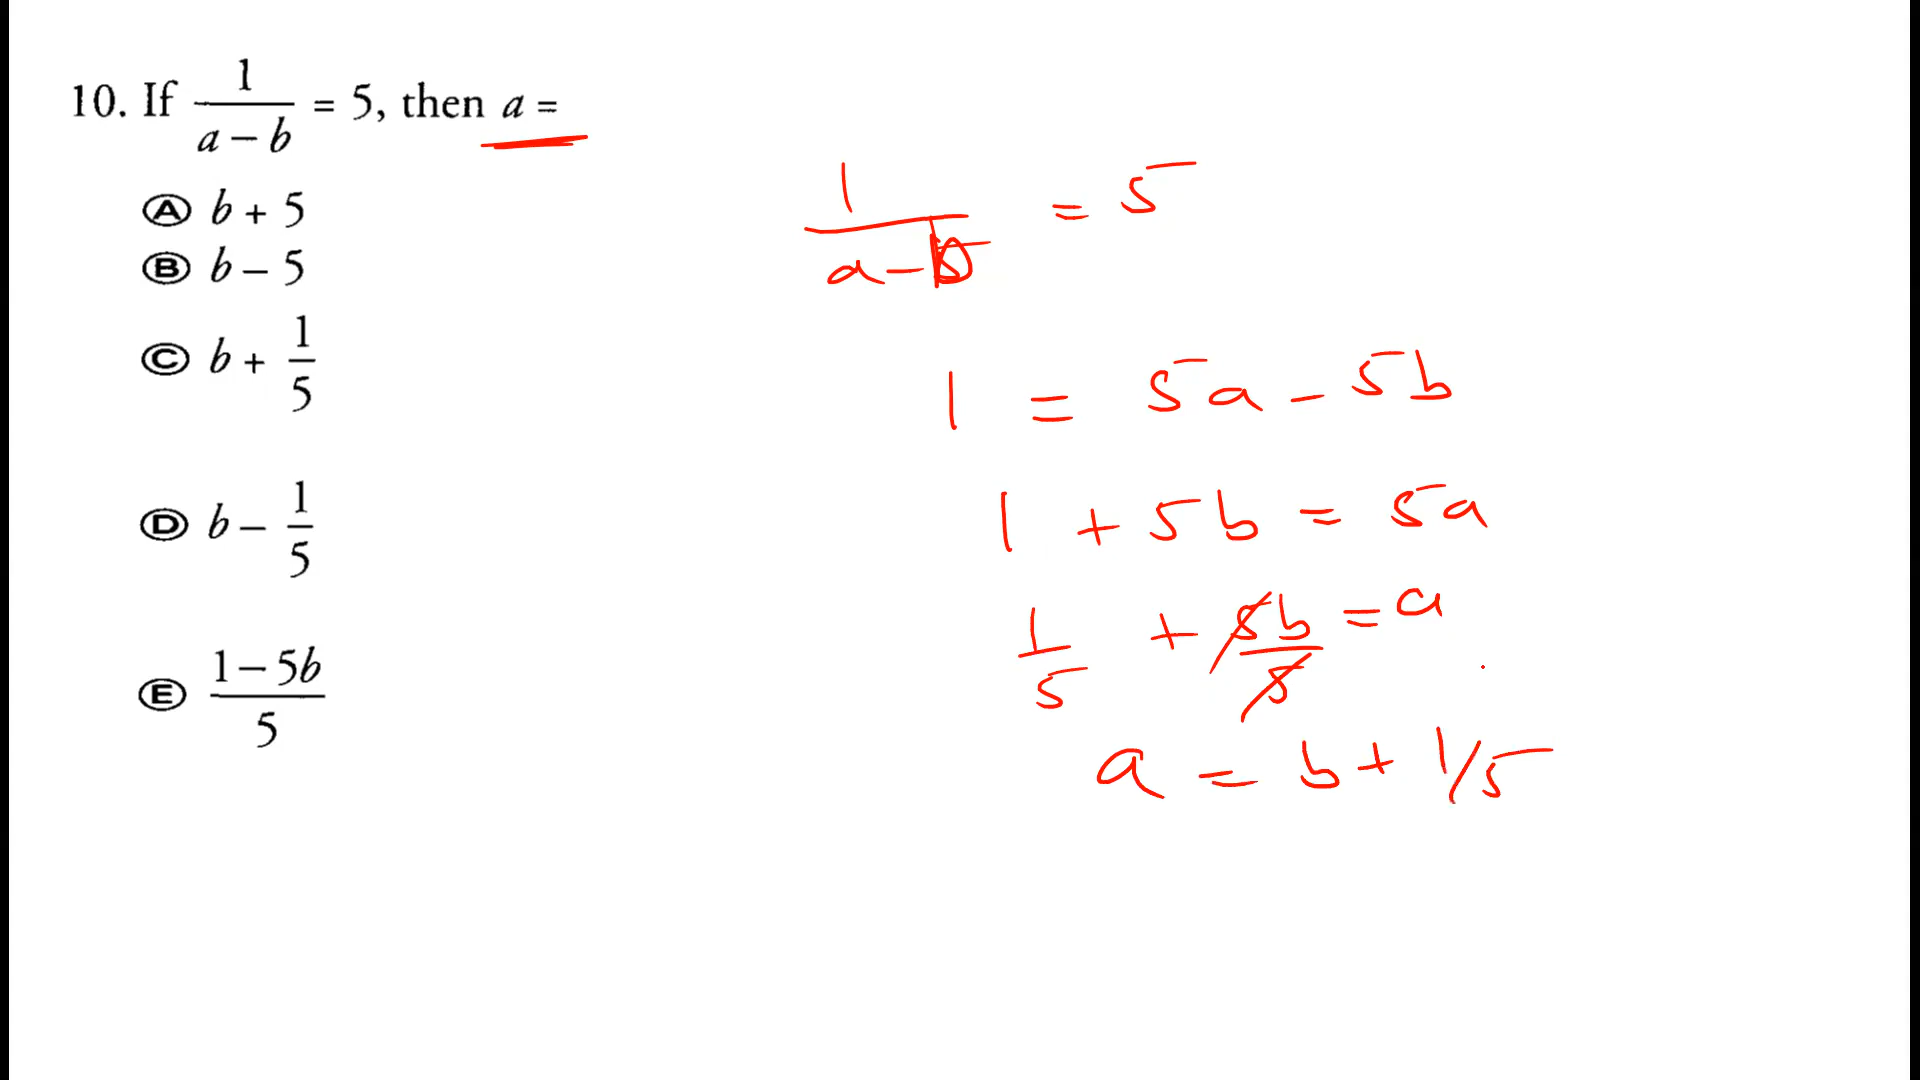 10. If 1/(a – b) = 5, then a =
Ⓐ b + 5
Ⓑ b – 5
Ⓒ b + 1/5
Ⓓ b – 1/5
Ⓔ (1 – 5b)/5
1/(a – b) = 5
1 = 5a – 5b
1 + 5b = 5a
1/5 + 5b/5 = a
a = b + 1/5